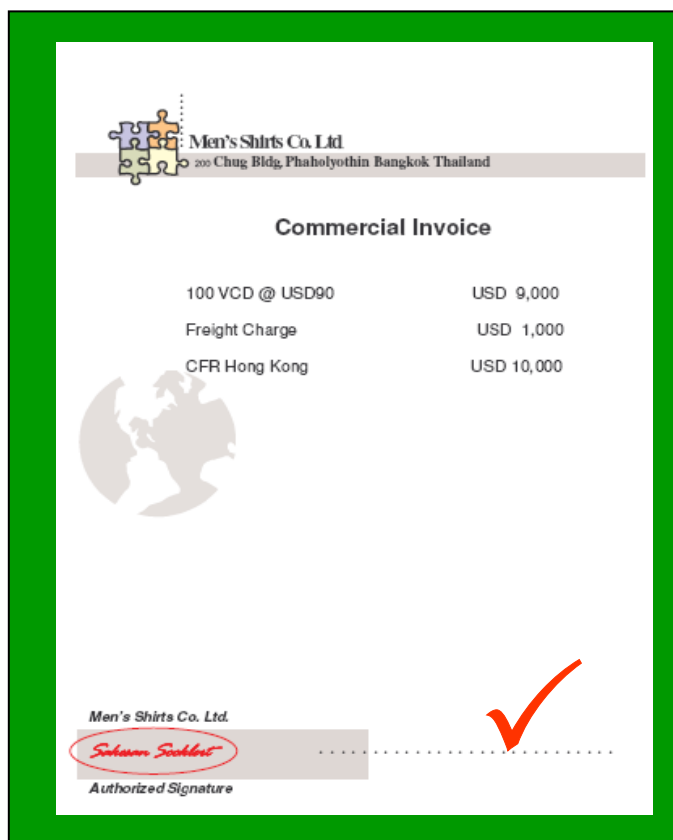 Men's Shirts Co. Ltd
200 Chug Bldg. Phaholyothin Bangkok Thailand
Commercial Invoice
100 VCD @ USD90 USD 9,000
Freight Charge USD 1,000
CFR Hong Kong USD 10,000
Men's Shirts Co. Ltd.
Authorized Signature